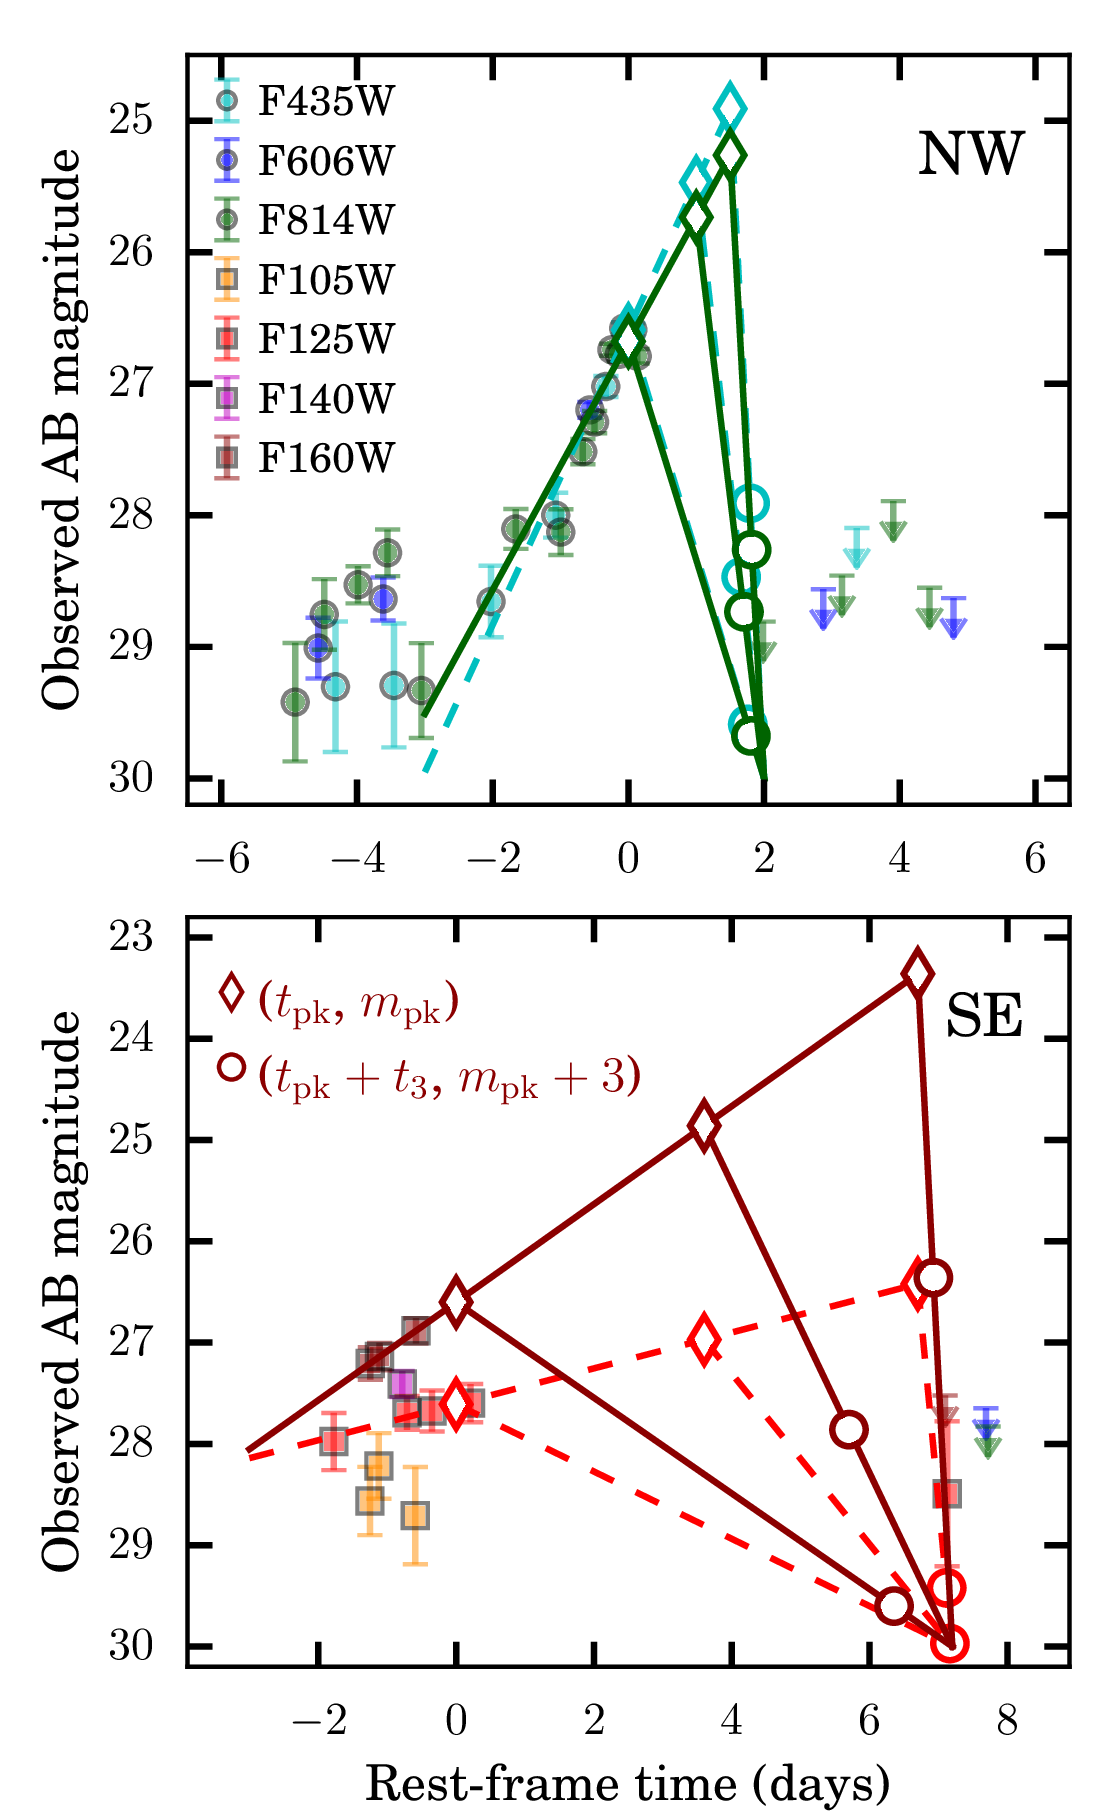 NW
F435W
F606W
F814W
F105W
F125W
F140W
F160W
25
26
27
28
29
30
Observed AB magnitude
−6 −4 −2 0 2 4 6
SE
(t_pk, m_pk)
(t_pk + t_3, m_pk + 3)
23
24
25
26
27
28
29
30
Observed AB magnitude
−2 0 2 4 6 8
Rest-frame time (days)